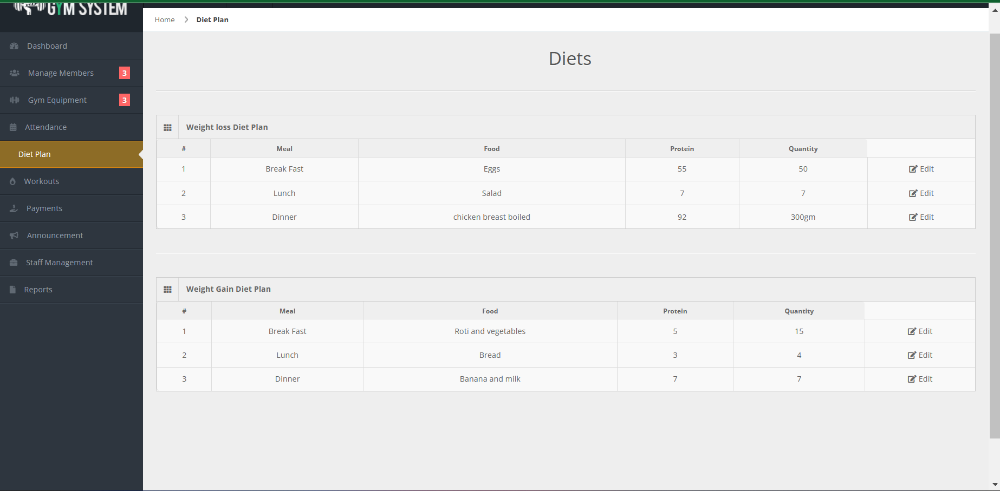 GYM SYSTEM
Home Diet Plan
Dashboard
Manage Members 3
Gym Equipment 3
Attendance
Diet Plan
Workouts
Payments
Announcement
Staff Management
Reports
Diets
Weight loss Diet Plan
# Meal Food Protein Quantity
1 Break Fast Eggs 55 50 Edit
2 Lunch Salad 7 7 Edit
3 Dinner chicken breast boiled 92 300gm Edit
Weight Gain Diet Plan
# Meal Food Protein Quantity
1 Break Fast Roti and vegetables 5 15 Edit
2 Lunch Bread 3 4 Edit
3 Dinner Banana and milk 7 7 Edit